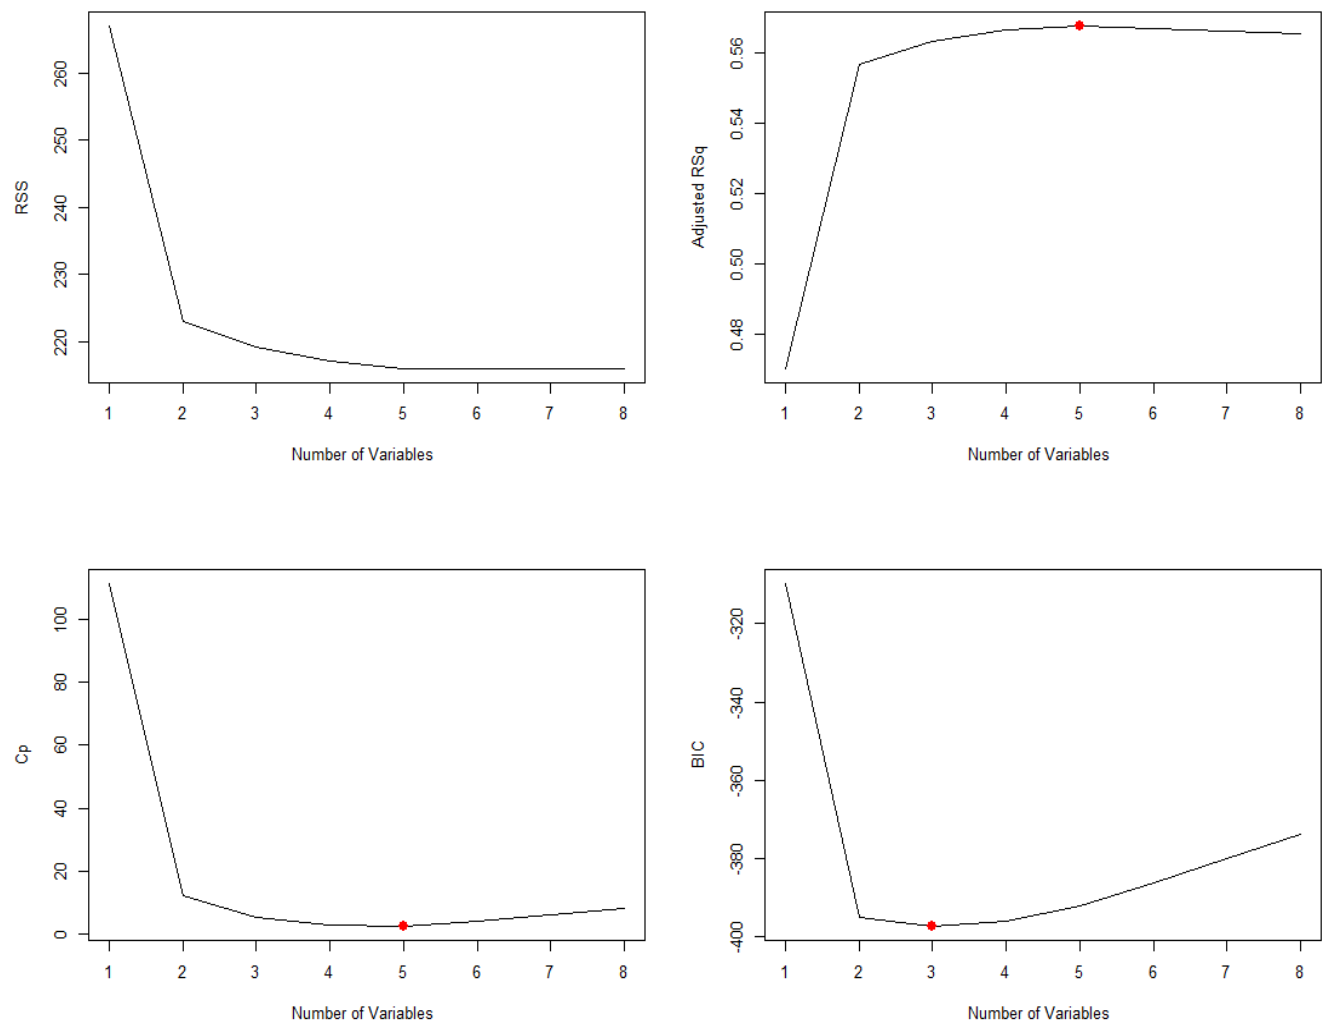 RSS
260
250
240
230
220
1 2 3 4 5 6 7 8
Number of Variables
Adjusted RSq
0.56
0.54
0.52
0.50
0.48
1 2 3 4 5 6 7 8
Number of Variables
Cp
100
80
60
40
20
0
1 2 3 4 5 6 7 8
Number of Variables
BIC
-320
-340
-360
-380
-400
1 2 3 4 5 6 7 8
Number of Variables